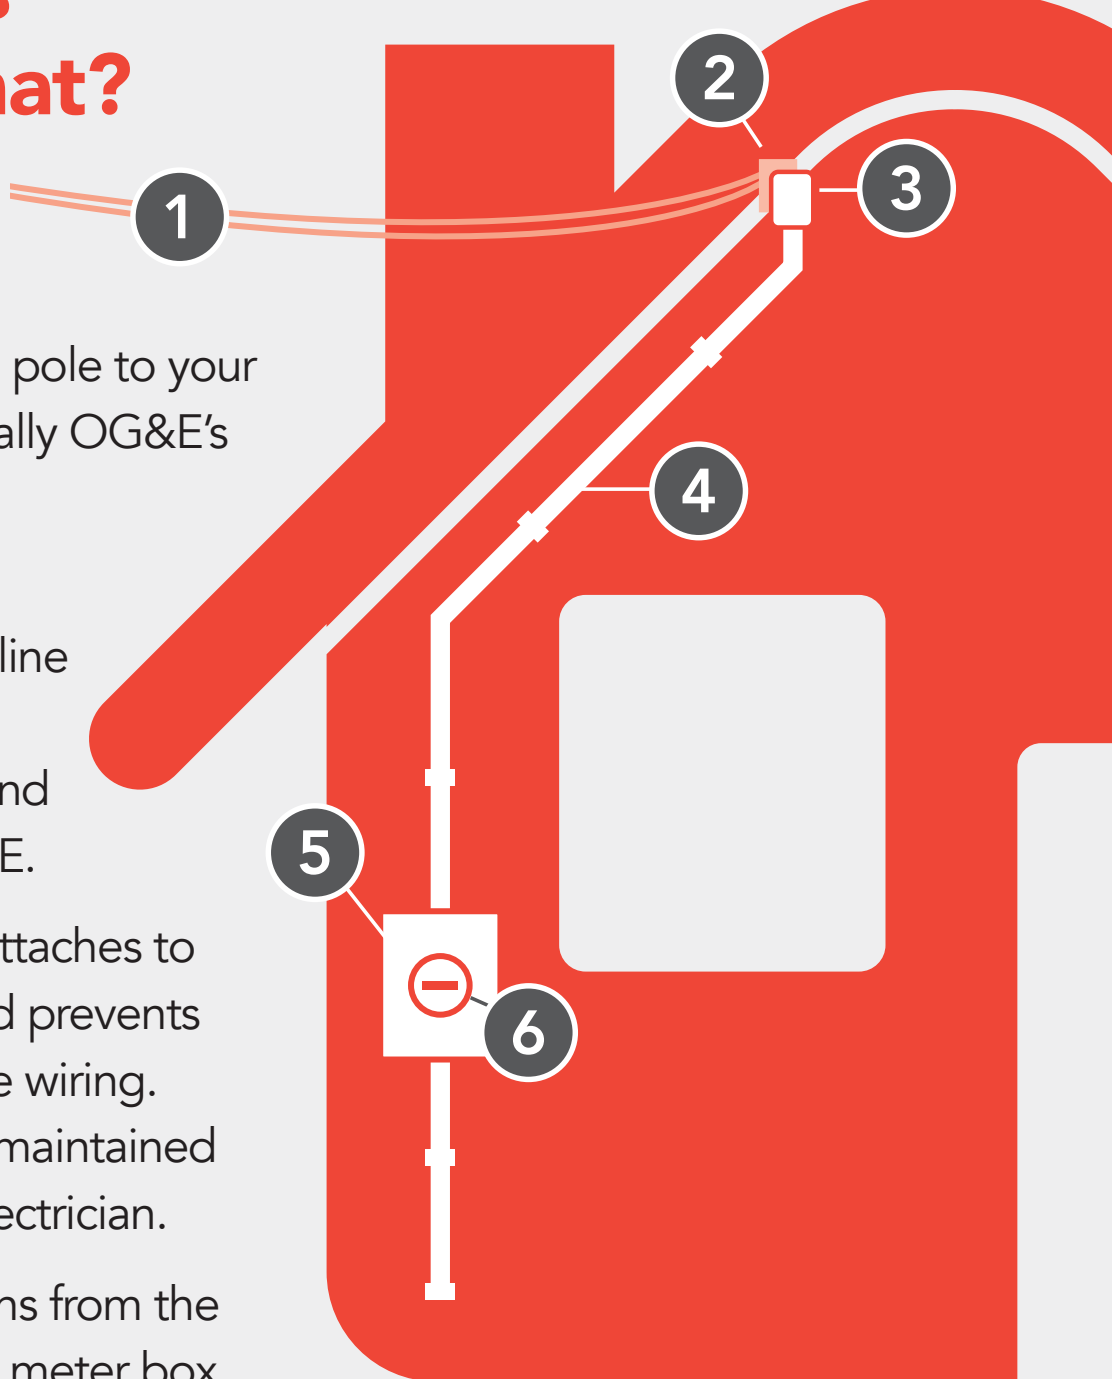 hat?
pole to your
ally OG&E's
line
nd
E.
ttaches to
d prevents
e wiring.
maintained
ectrician.
ns from the
meter box
1
2
3
4
5
6